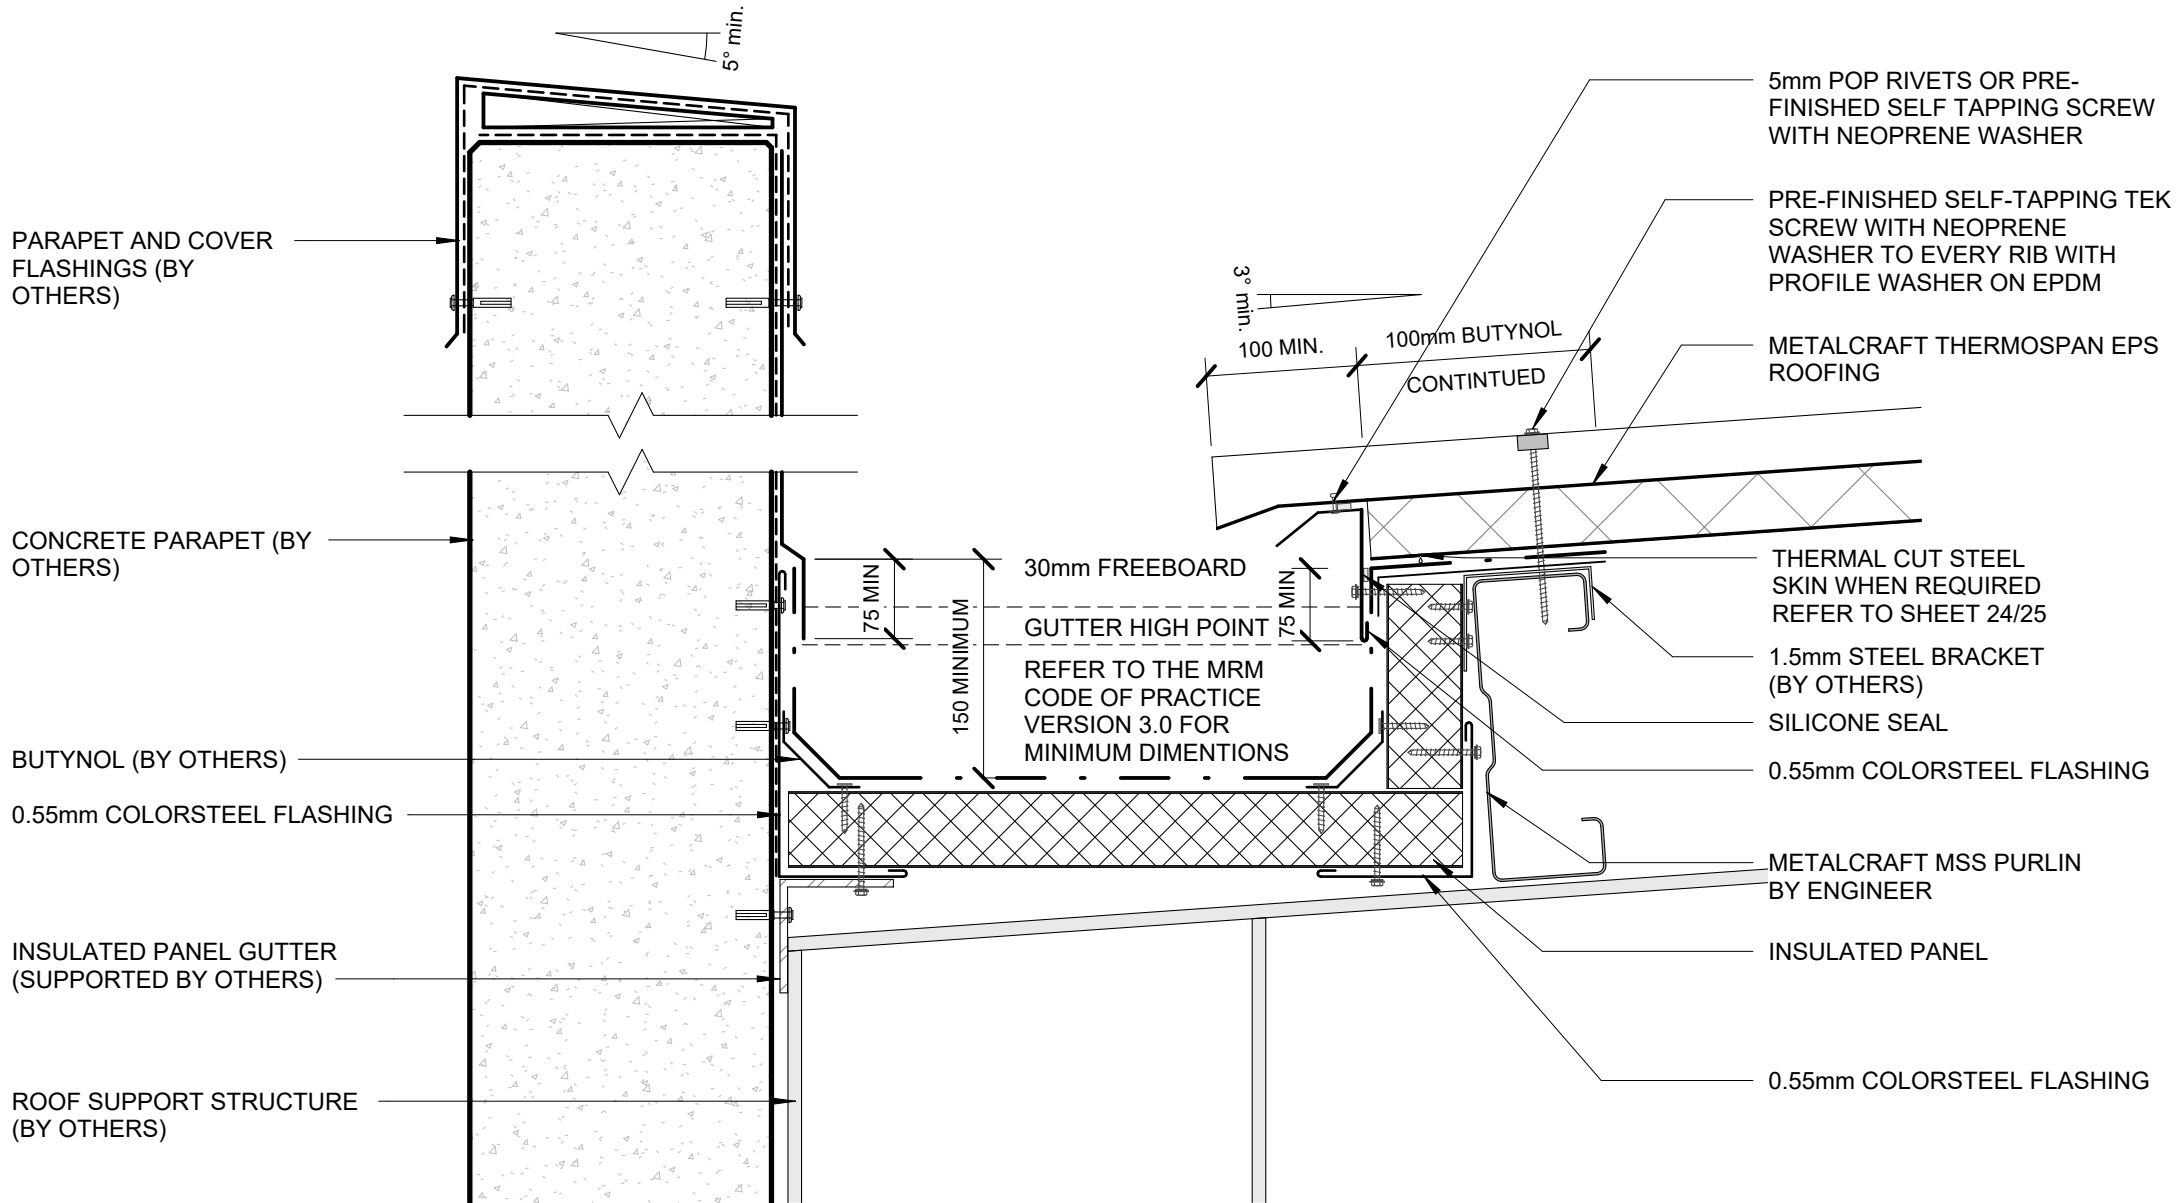 5° min.
PARAPET AND COVER
FLASHINGS (BY
OTHERS)
CONCRETE PARAPET (BY
OTHERS)
BUTYNOL (BY OTHERS)
0.55mm COLORSTEEL FLASHING
INSULATED PANEL GUTTER
(SUPPORTED BY OTHERS)
ROOF SUPPORT STRUCTURE
(BY OTHERS)
3° min.
100 MIN.
100mm BUTYNOL
CONTINTUED
75 MIN
150 MINIMUM
30mm FREEBOARD
75 MIN
GUTTER HIGH POINT
REFER TO THE MRM
CODE OF PRACTICE
VERSION 3.0 FOR
MINIMUM DIMENTIONS
5mm POP RIVETS OR PRE-
FINISHED SELF TAPPING SCREW
WITH NEOPRENE WASHER
PRE-FINISHED SELF-TAPPING TEK
SCREW WITH NEOPRENE
WASHER TO EVERY RIB WITH
PROFILE WASHER ON EPDM
METALCRAFT THERMOSPAN EPS
ROOFING
THERMAL CUT STEEL
SKIN WHEN REQUIRED
REFER TO SHEET 24/25
1.5mm STEEL BRACKET
(BY OTHERS)
SILICONE SEAL
0.55mm COLORSTEEL FLASHING
METALCRAFT MSS PURLIN
BY ENGINEER
INSULATED PANEL
0.55mm COLORSTEEL FLASHING